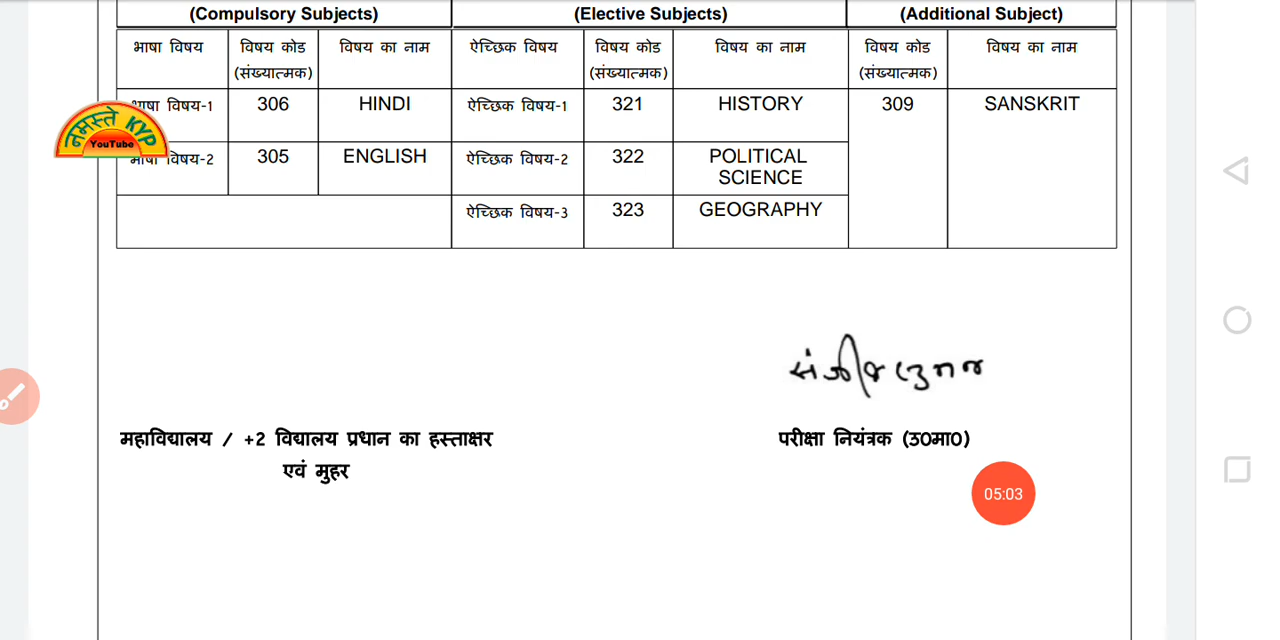 (Compulsory Subjects) (Elective Subjects) (Additional Subject)
भाषा विषय विषय कोड विषय का नाम ऐच्छिक विषय विषय कोड विषय का नाम विषय कोड विषय का नाम
(संख्यात्मक) (संख्यात्मक) (संख्यात्मक)
भाषा विषय-1 306 HINDI ऐच्छिक विषय-1 321 HISTORY 309 SANSKRIT
नमस्ते KYP
YouTube
भाषा विषय-2 305 ENGLISH ऐच्छिक विषय-2 322 POLITICAL
SCIENCE
ऐच्छिक विषय-3 323 GEOGRAPHY
महाविद्यालय / +2 विद्यालय प्रधान का हस्ताक्षर परीक्षा नियंत्रक (उ0मा0)
एवं मुहर
05:03